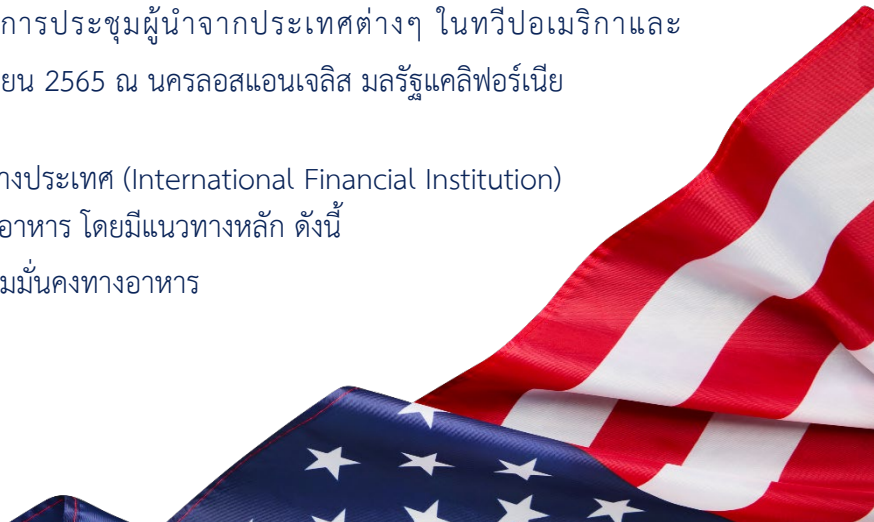 การประชุมผู้นำจากประเทศต่างๆ ในทวีปอเมริกาและ
ยน 2565 ณ นครลอสแอนเจลิส มลรัฐแคลิฟอร์เนีย
างประเทศ (International Financial Institution)
อาหาร โดยมีแนวทางหลัก ดังนี้
มมั่นคงทางอาหาร